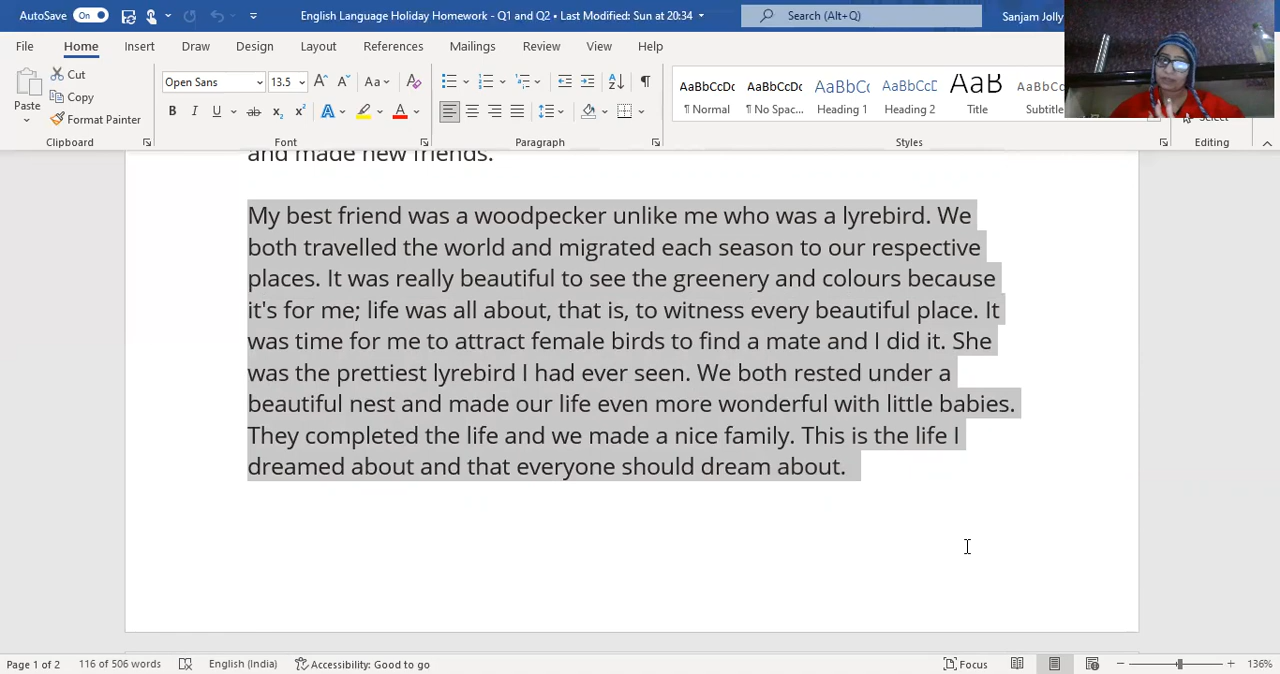 AutoSave On English Language Holiday Homework - Q1 and Q2 • Last Modified: Sun at 20:34 Search (Alt+Q) Sanjam Jolly
File Home Insert Draw Design Layout References Mailings Review View Help
Paste Cut Copy Format Painter
Open Sans 13.5
AaBbCcDc AaBbCcDc AaBbCc AaBbCcD AaB AaBbCcD
¶ Normal ¶ No Spac... Heading 1 Heading 2 Title Subtitle
Select
Clipboard Font Paragraph Styles Editing
and made new friends.
My best friend was a woodpecker unlike me who was a lyrebird. We
both travelled the world and migrated each season to our respective
places. It was really beautiful to see the greenery and colours because
it's for me; life was all about, that is, to witness every beautiful place. It
was time for me to attract female birds to find a mate and I did it. She
was the prettiest lyrebird I had ever seen. We both rested under a
beautiful nest and made our life even more wonderful with little babies.
They completed the life and we made a nice family. This is the life I
dreamed about and that everyone should dream about.
Page 1 of 2 116 of 506 words English (India) Accessibility: Good to go Focus 136%